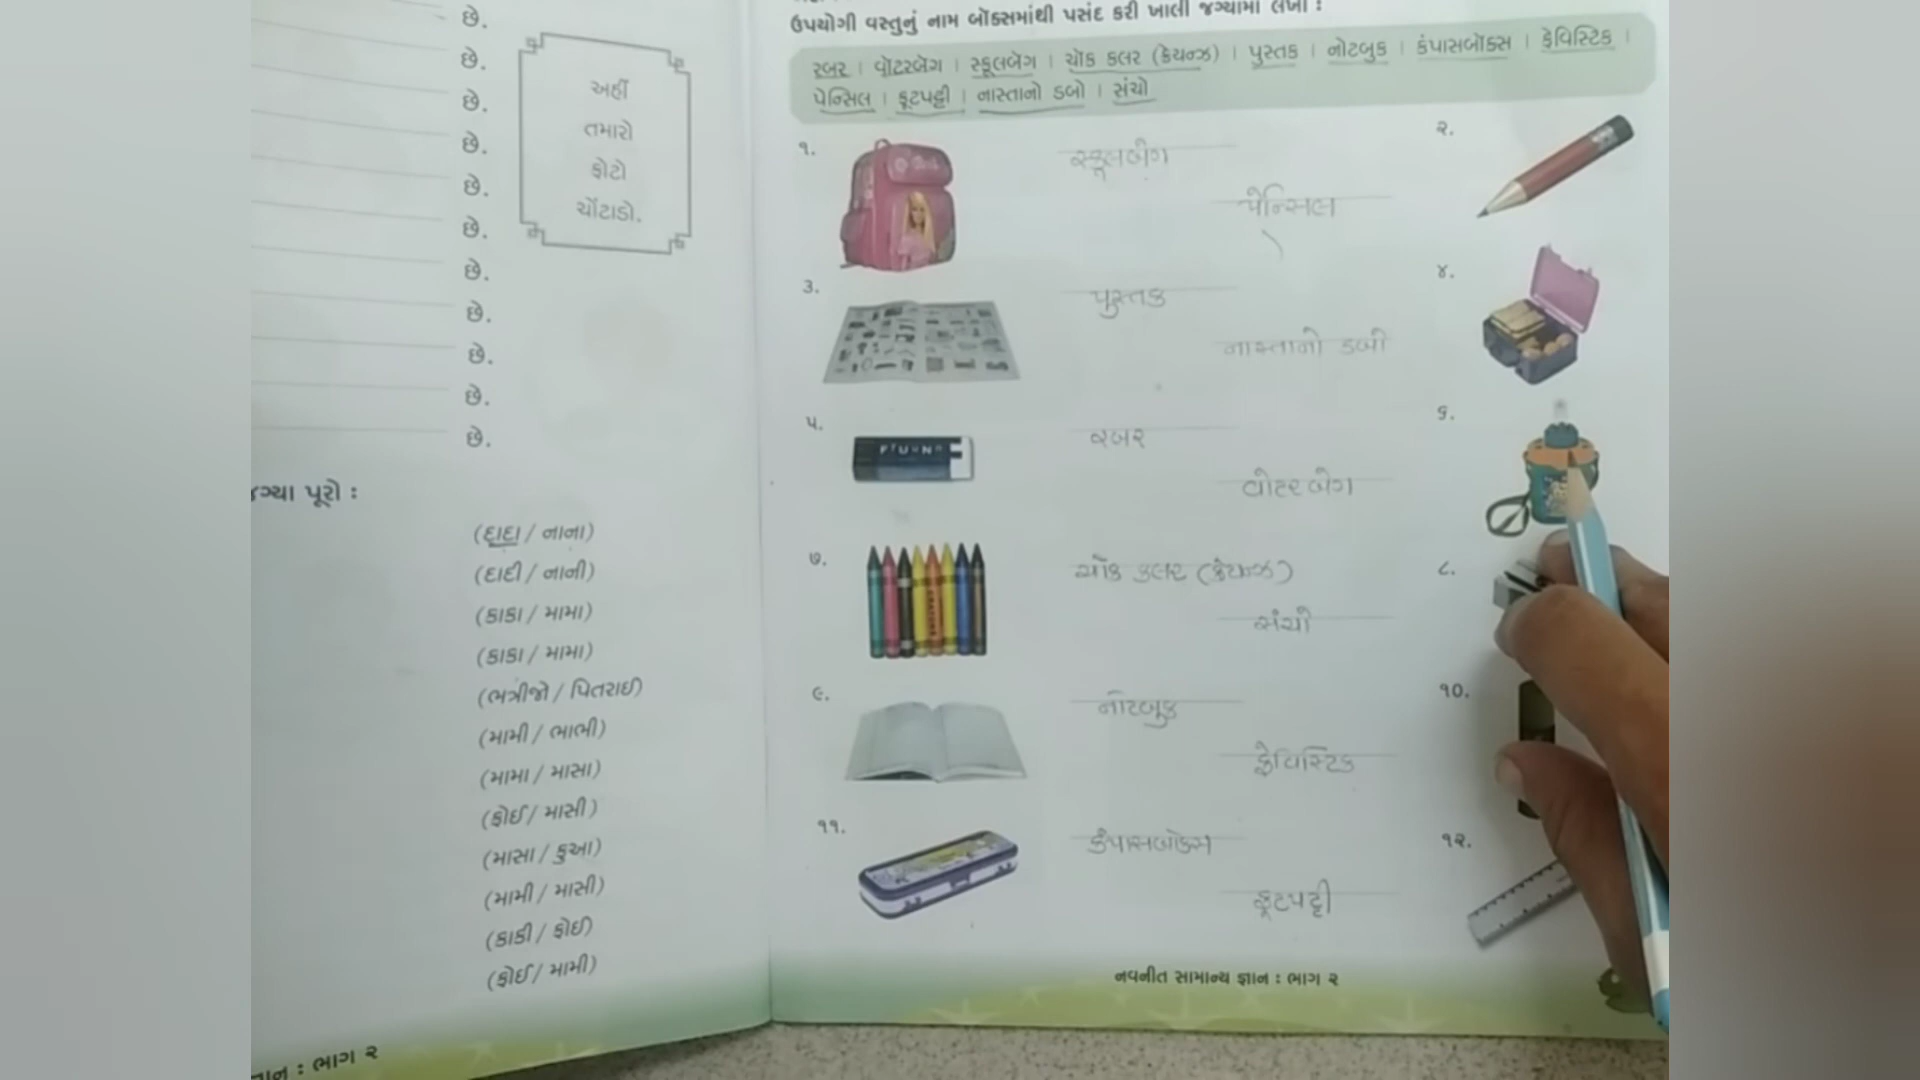 છે.
છે.
છે.
છે.
છે.
છે.
છે.
છે.
છે.
છે.
છે.
અહીં
તમારો
ફોટો
ચોંટાડો.
જગ્યા પૂરો :
(દાદા / નાના)
(દાદી / નાની)
(કાકા / મામા)
(કાકા / મામા)
(ભત્રીજો / પિતરાઈ)
(મામી / ભાભી)
(મામા / માસા)
(ફોઈ / માસી)
(માસા / ફુઆ)
(મામી / માસી)
(કાકી / ફોઈ)
(ફોઈ / મામી)
ભાગ ૨
ઉપયોગી વસ્તુનું નામ બૉક્સમાંથી પસંદ કરી ખાલી જગ્યામાં લખો :
રબર | વૉટરબૅગ | સ્કૂલબૅગ | ચૉક કલર (ક્રેયન્ઝ) | પુસ્તક | નોટબુક | કંપાસબૉક્સ | ફેવિસ્ટિક |
પેન્સિલ | ફૂટપટ્ટી | નાસ્તાનો ડબો | સંચો
૧.
સ્કૂલબેગ
૨.
પેન્સિલ
૩.
પુસ્તક
૪.
નાસ્તાનો ડબો
૫.
રબર
૬.
વોટરબેગ
૭.
ચૉક કલર (ક્રેયન્ઝ)
૮.
સંચો
૯.
નોટબુક
૧૦.
ફેવિસ્ટિક
૧૧.
કંપાસબોક્સ
૧૨.
ફૂટપટ્ટી
નવનીત સામાન્ય જ્ઞાન : ભાગ ૨